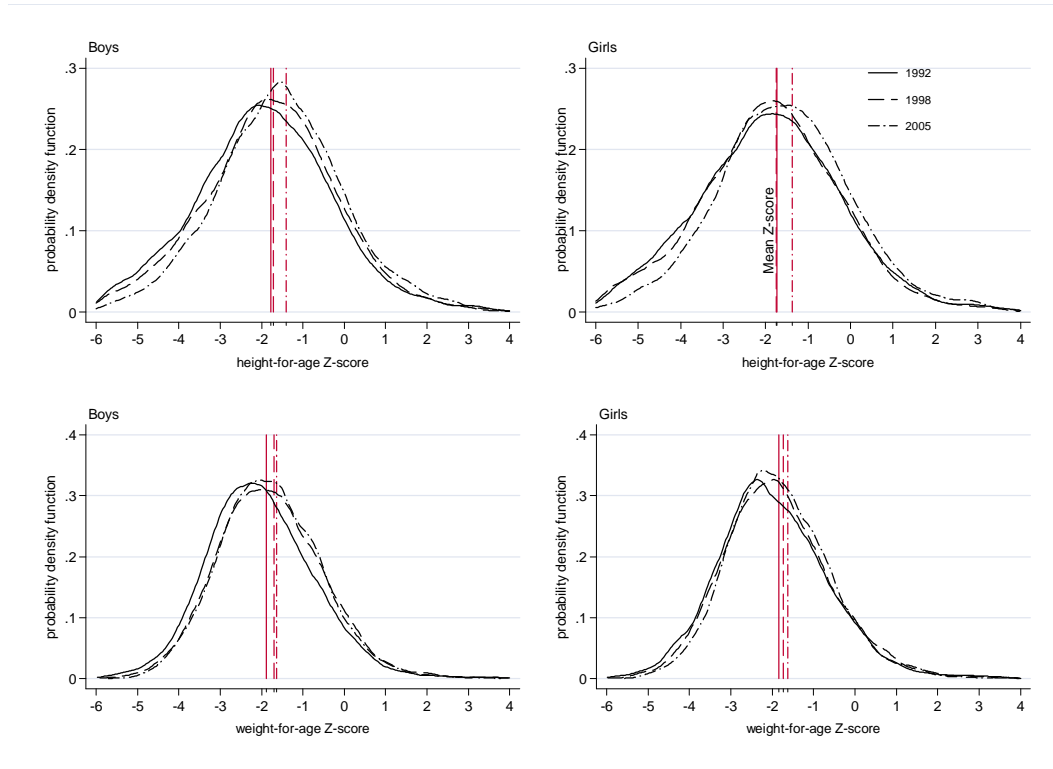 Boys
.3
.2
.1
0
probability density function
-6 -5 -4 -3 -2 -1 0 1 2 3 4
height-for-age Z-score
Girls
.3
.2
.1
0
probability density function
Mean Z-score
1992
1998
2005
-6 -5 -4 -3 -2 -1 0 1 2 3 4
height-for-age Z-score
Boys
.4
.3
.2
.1
0
probability density function
-6 -5 -4 -3 -2 -1 0 1 2 3 4
weight-for-age Z-score
Girls
.4
.3
.2
.1
0
probability density function
-6 -5 -4 -3 -2 -1 0 1 2 3 4
weight-for-age Z-score